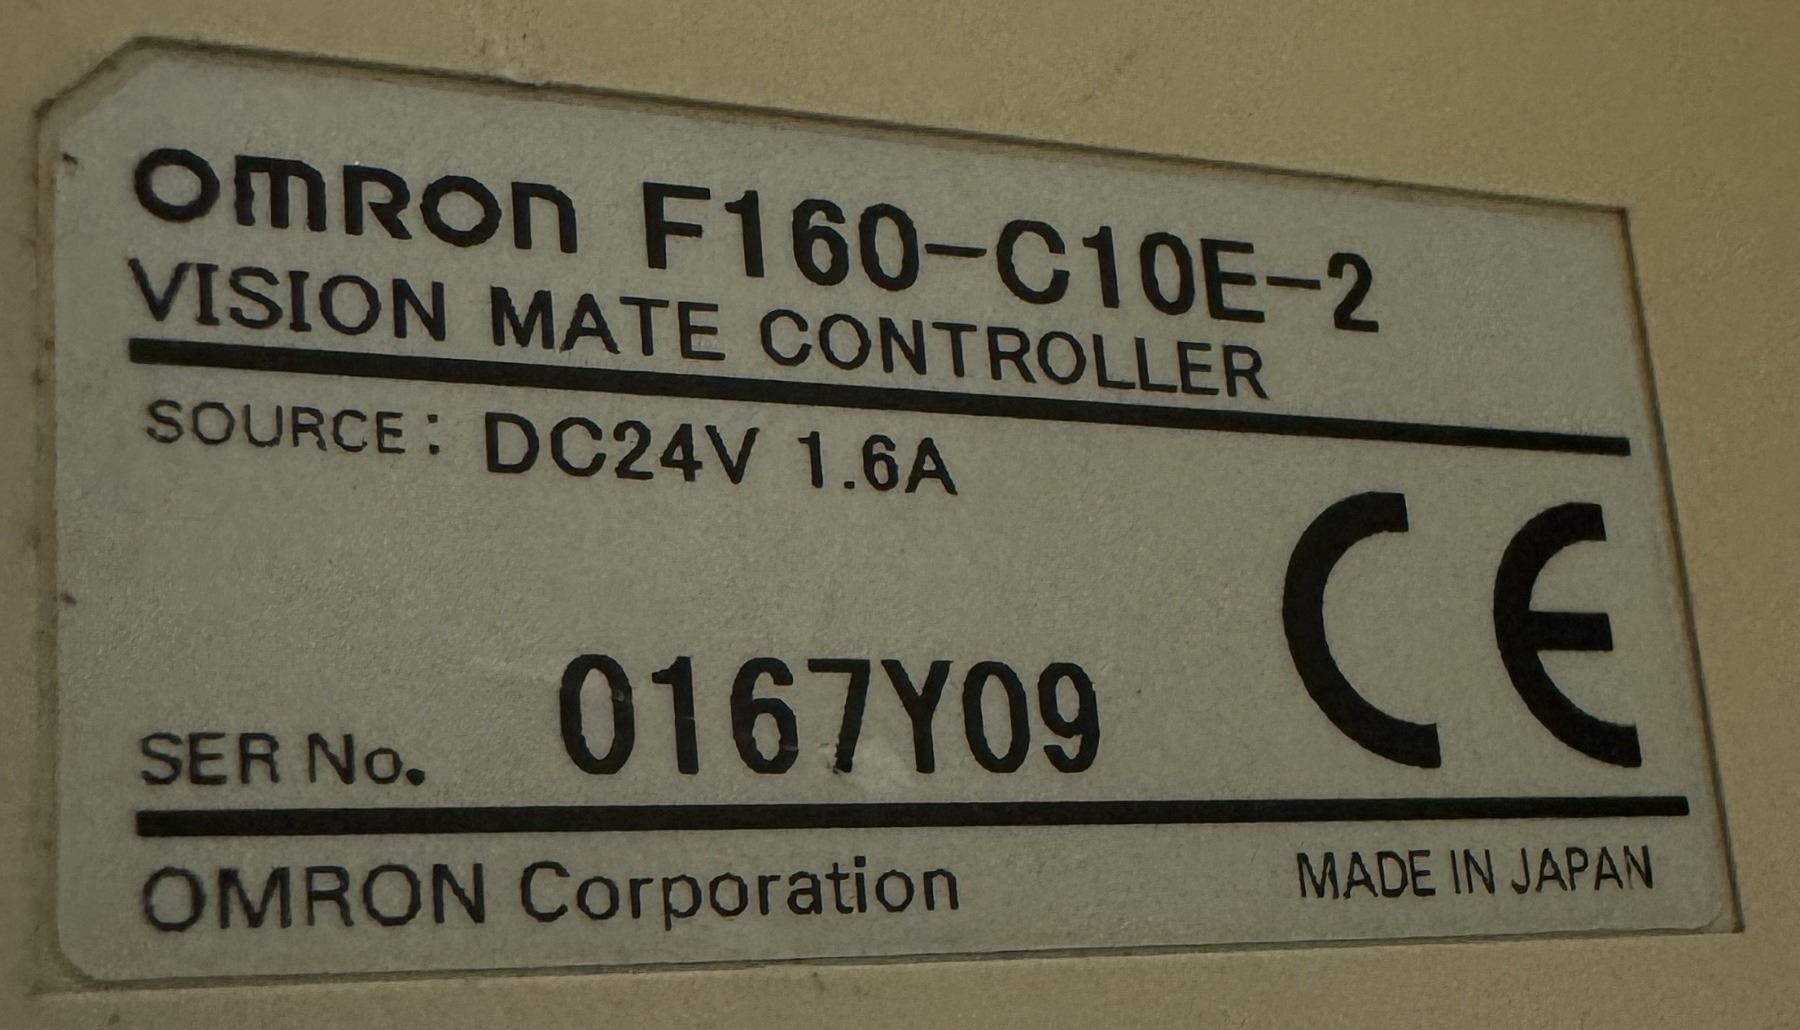 OMRON F160-C10E-2
VISION MATE CONTROLLER
SOURCE: DC24V 1.6A
CE
SER No. 0167Y09
OMRON Corporation MADE IN JAPAN